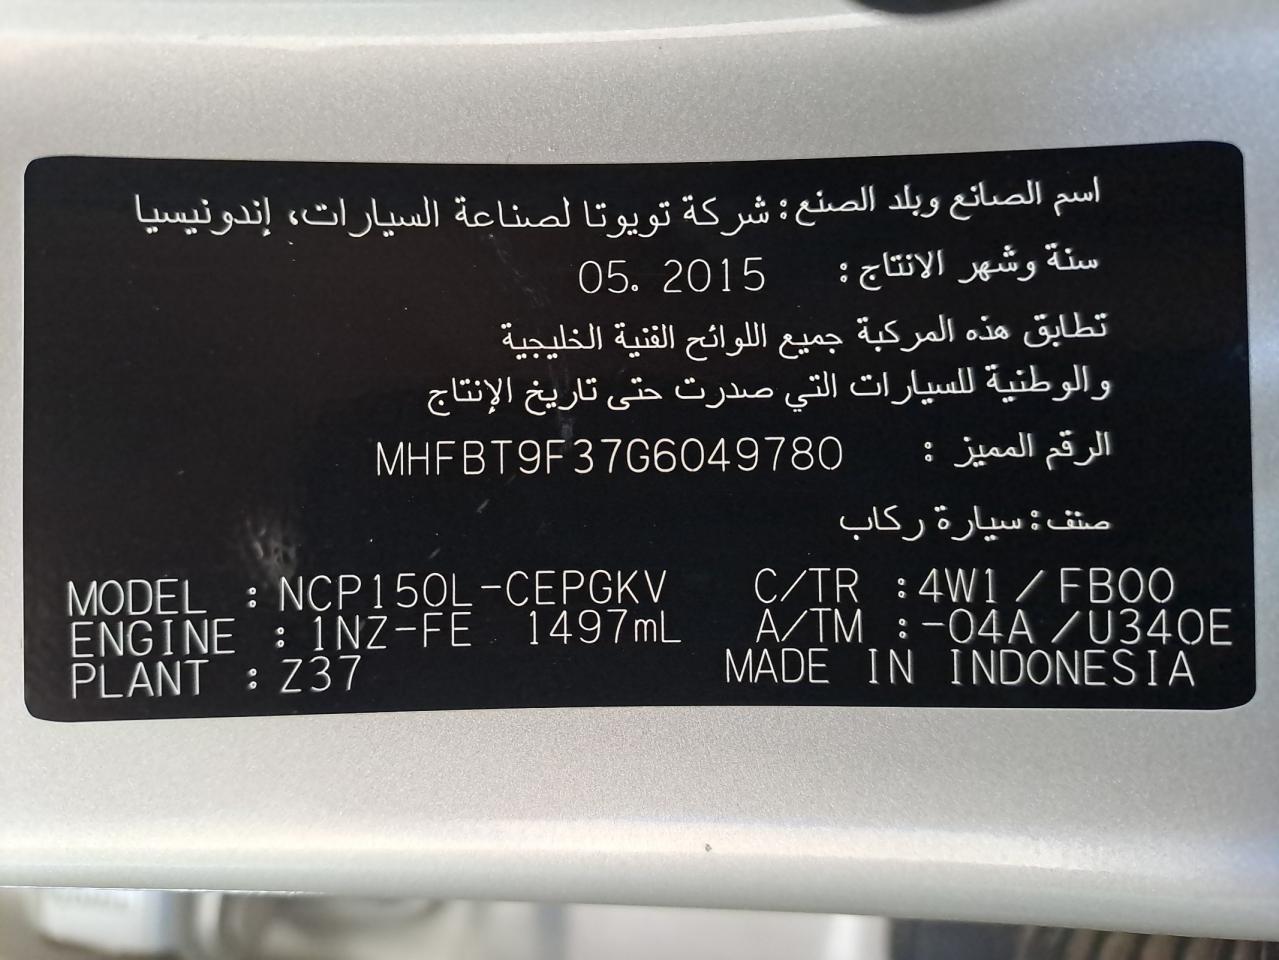 اسم الصانع وبلد الصنع: شركة تويوتا لصناعة السيارات، إندونيسيا
سنة وشهر الانتاج: 05. 2015
تطابق هذه المركبة جميع اللوائح الفنية الخليجية
والوطنية للسيارات التي صدرت حتى تاريخ الإنتاج
الرقم المميز: MHFBT9F37G6049780
صنف: سيارة ركاب
MODEL : NCP150L-CEPGKV C/TR : 4W1 / FB00
ENGINE : 1NZ-FE 1497mL A/TM : -04A / U340E
PLANT : Z37 MADE IN INDONESIA